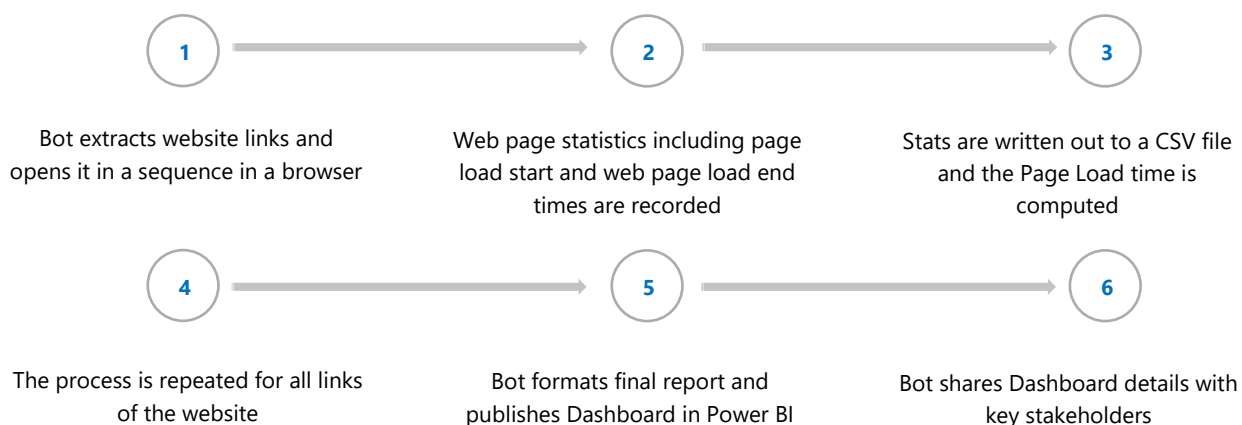 1
2
3
Bot extracts website links and
opens it in a sequence in a browser
Web page statistics including page
load start and web page load end
times are recorded
Stats are written out to a CSV file
and the Page Load time is
computed
4
5
6
The process is repeated for all links
of the website
Bot formats final report and
publishes Dashboard in Power BI
Bot shares Dashboard details with
key stakeholders